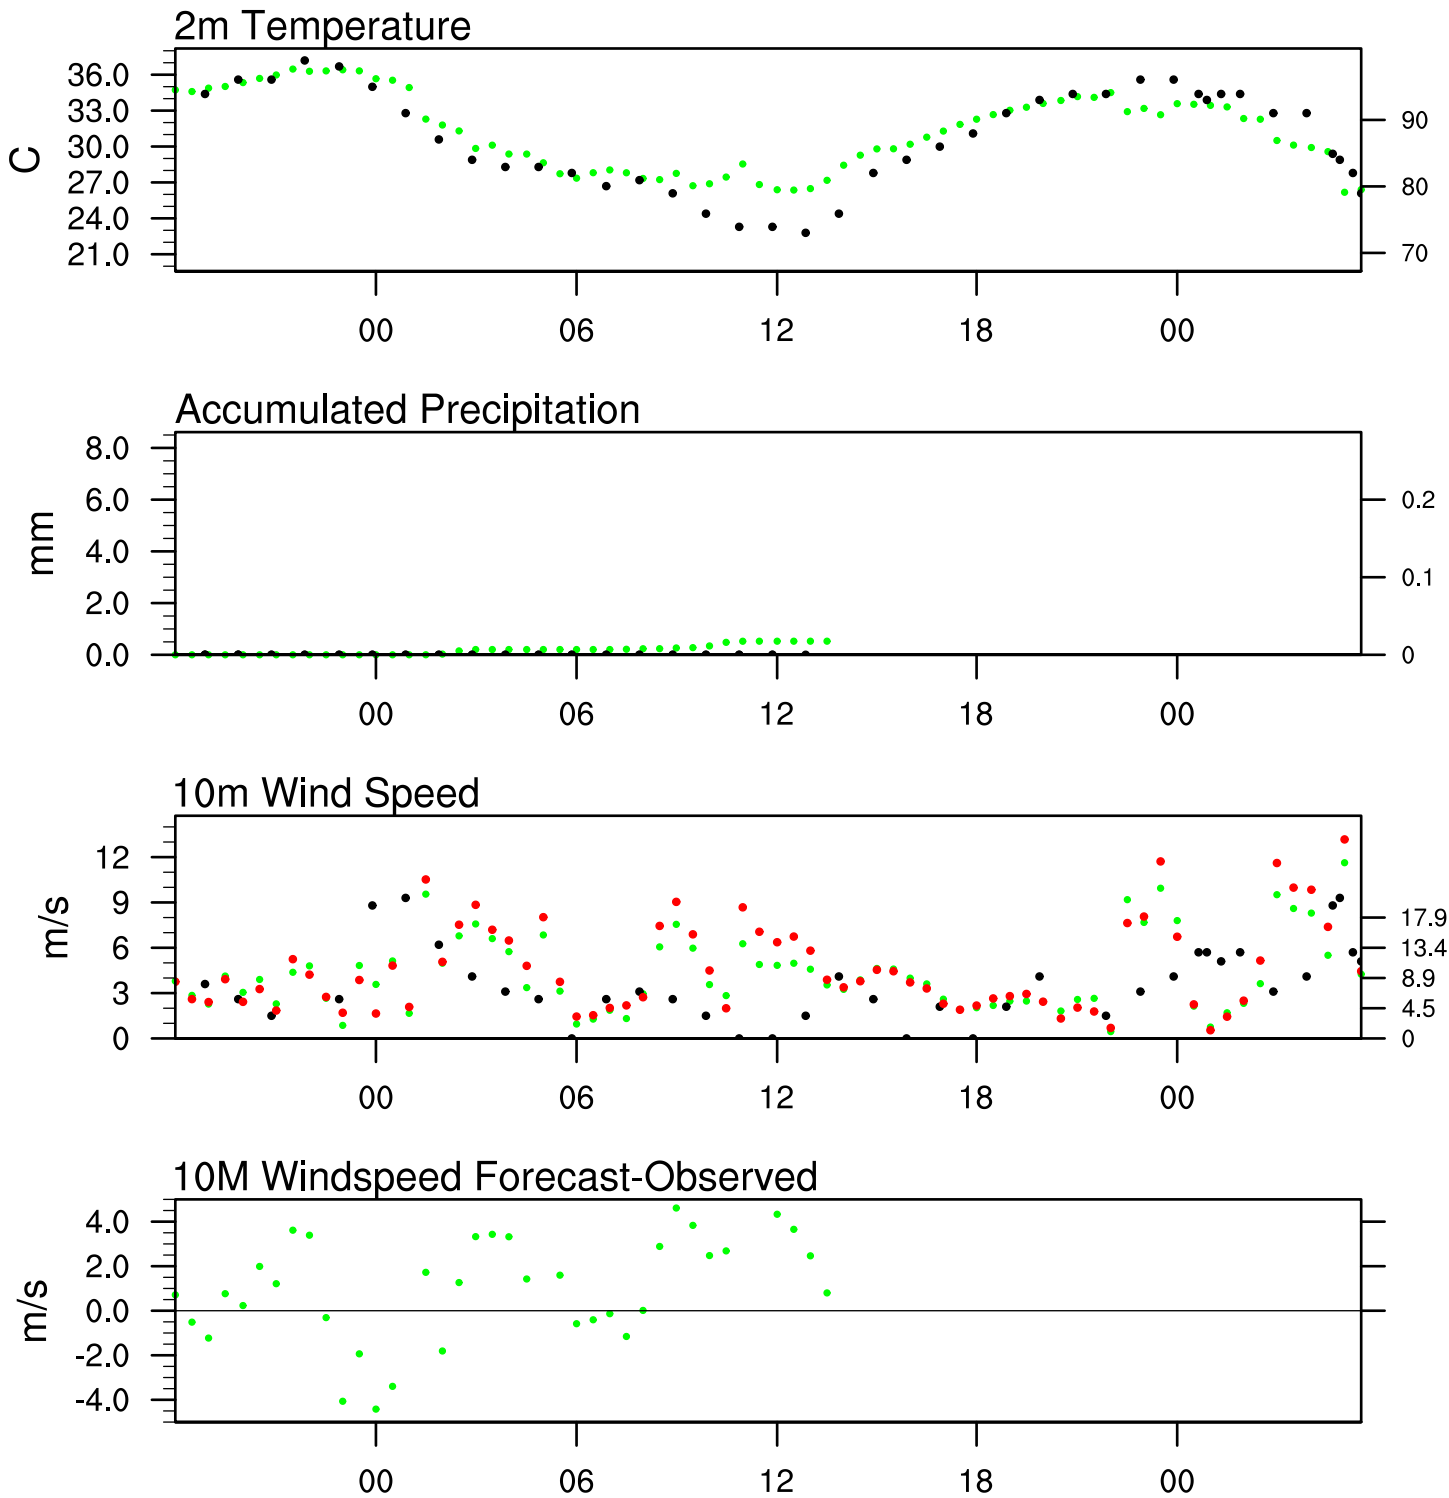 2m Temperature
36.0
33.0
30.0
27.0
24.0
21.0
C
90
80
70
00 06 12 18 00
Accumulated Precipitation
8.0
6.0
4.0
2.0
0.0
mm
0.2
0.1
0
00 06 12 18 00
10m Wind Speed
12
9
6
3
0
m/s
17.9
13.4
8.9
4.5
0
00 06 12 18 00
10M Windspeed Forecast-Observed
4.0
2.0
0.0
-2.0
-4.0
m/s
00 06 12 18 00